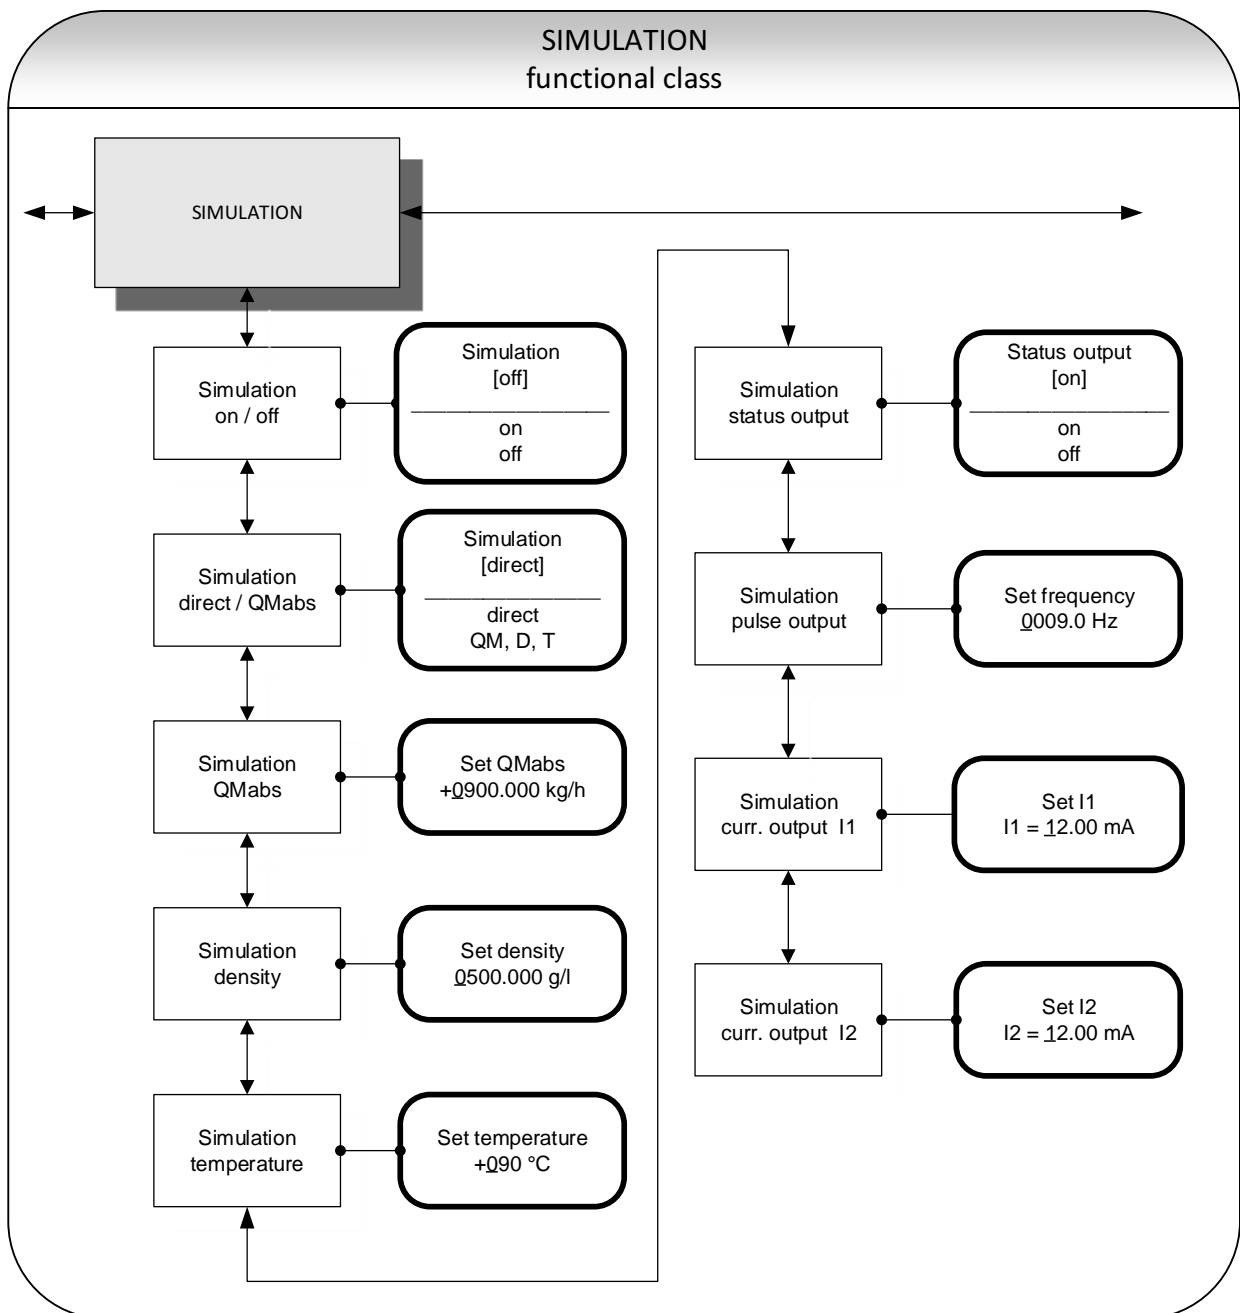 SIMULATION
functional class
SIMULATION
Simulation
on / off
Simulation
[off]
on
off
Simulation
direct / QMabs
Simulation
[direct]
direct
QM, D, T
Simulation
QMabs
Set QMabs
+0900.000 kg/h
Simulation
density
Set density
0500.000 g/l
Simulation
temperature
Set temperature
+090 °C
Simulation
status output
Status output
[on]
on
off
Simulation
pulse output
Set frequency
0009.0 Hz
Simulation
curr. output I1
Set I1
I1 = 12.00 mA
Simulation
curr. output I2
Set I2
I2 = 12.00 mA